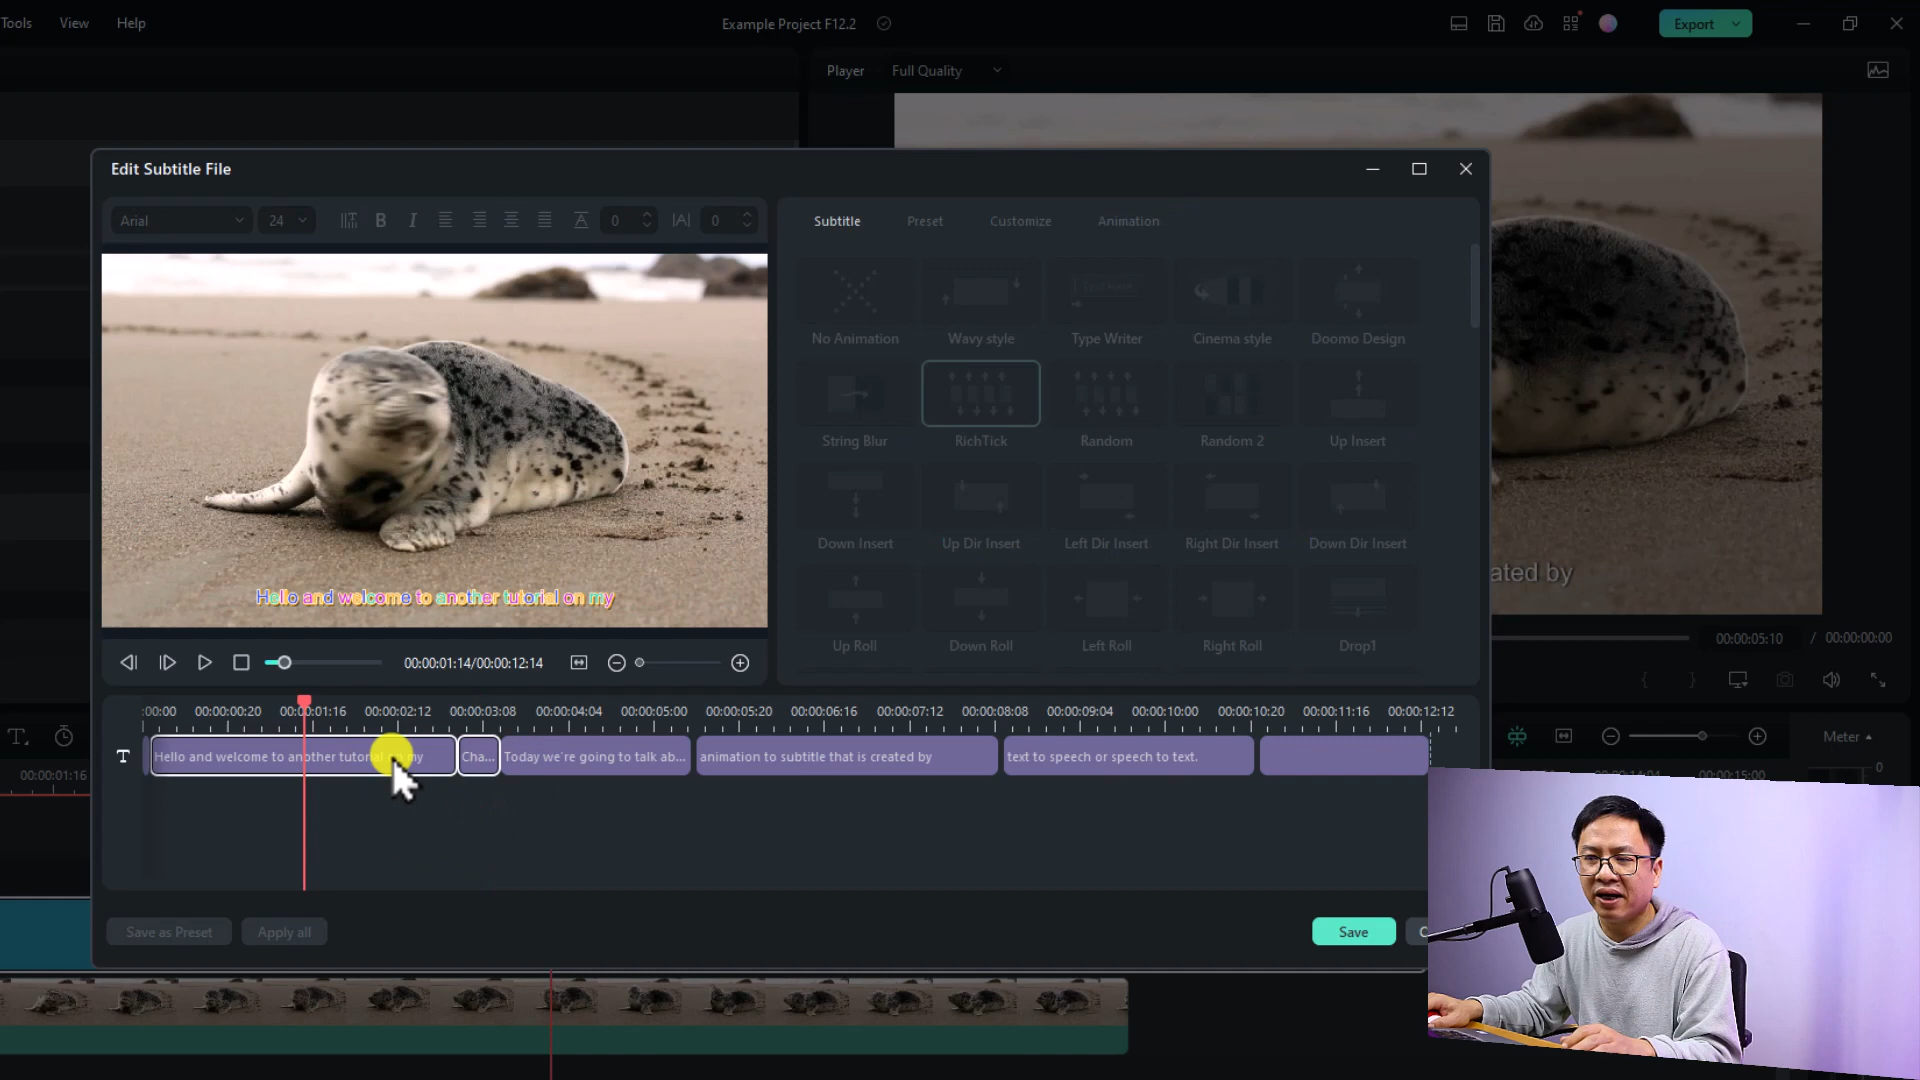 Tools View Help
Example Project F12.2
Export
Player Full Quality
Edit Subtitle File
Arial 24 B I 0 0
Subtitle Preset Customize Animation
No Animation Wavy style Type Writer Cinema style Doomo Design
String Blur RichTick Random Random 2 Up Insert
Down Insert Up Dir Insert Left Dir Insert Right Dir Insert Down Dir Insert
Up Roll Down Roll Left Roll Right Roll Drop1
Hello and welcome to another tutorial on my
ated by
00:00:05:10 / 00:00:00:00
00:00:01:14/00:00:12:14
:00:00 00:00:00:20 00:00:01:16 00:00:02:12 00:00:03:08 00:00:04:04 00:00:05:00 00:00:05:20 00:00:06:16 00:00:07:12 00:00:08:08 00:00:09:04 00:00:10:00 00:00:10:20 00:00:11:16 00:00:12:12
T Hello and welcome to another tutorial on my Cha... Today we're going to talk ab... animation to subtitle that is created by text to speech or speech to text.
Meter
00:00:01:16
00:00:15:00
0
Save as Preset Apply all Save